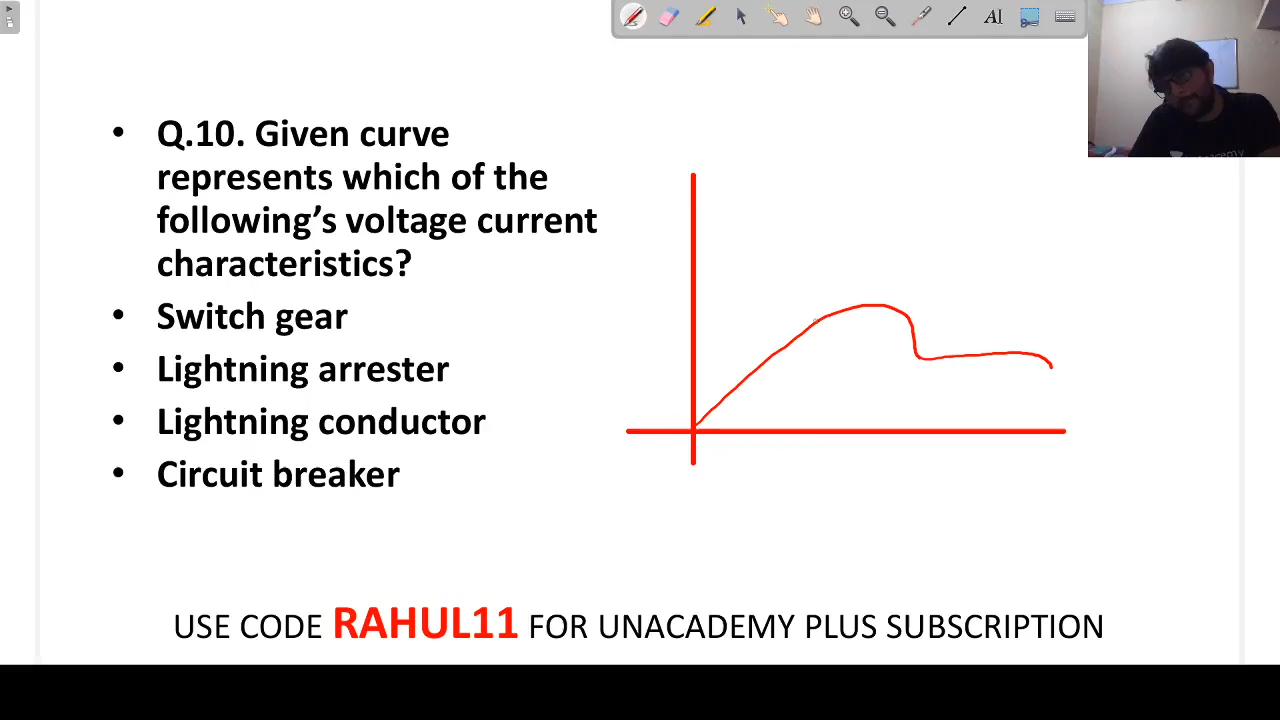 • Q.10. Given curve
represents which of the
following’s voltage current
characteristics?
• Switch gear
• Lightning arrester
• Lightning conductor
• Circuit breaker
USE CODE RAHUL11 FOR UNACADEMY PLUS SUBSCRIPTION
AI